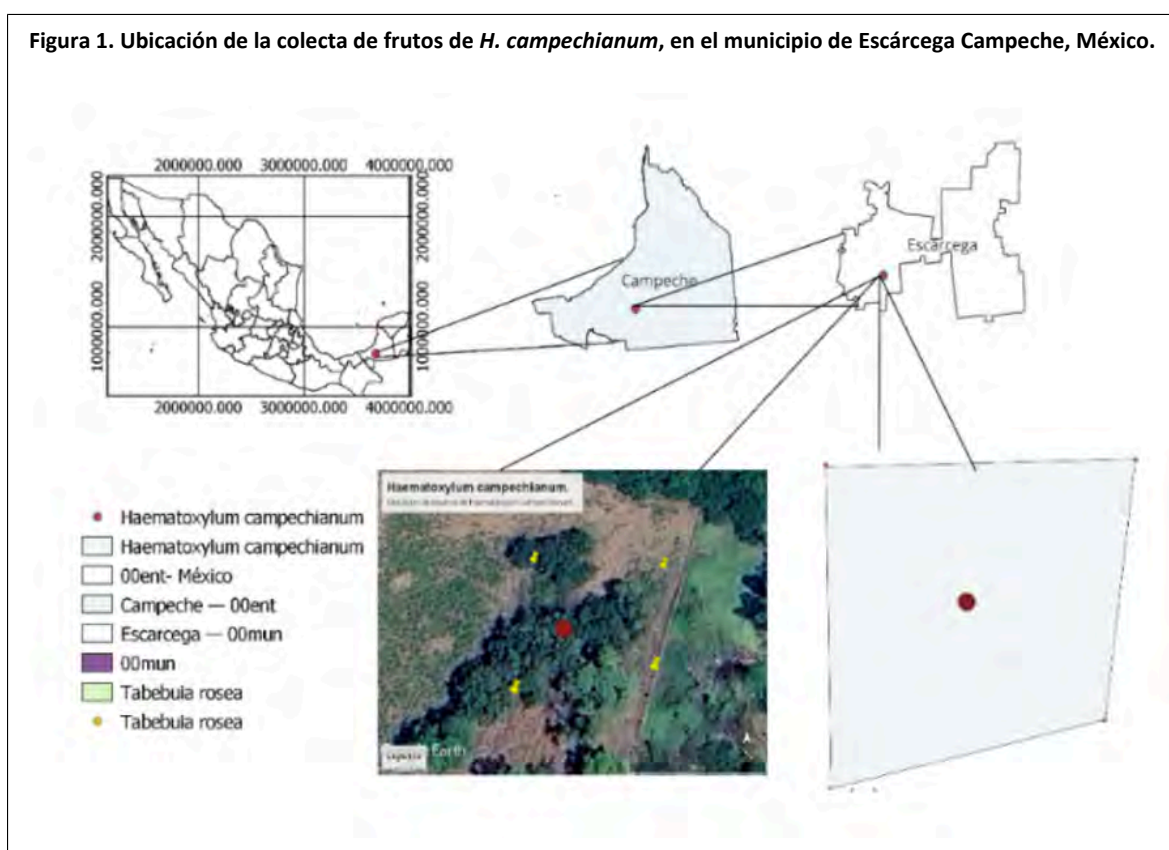 Figura 1. Ubicación de la colecta de frutos de H. campechianum, en el municipio de Escárcega Campeche, México.
2000000.000 3000000.000 4000000.000
2000000.000
1000000.000
2000000.000
1000000.000
2000000.000 3000000.000 4000000.000
Campeche
Escárcega
Haematoxylum campechianum.
Earth
Haematoxylum campechianum
Haematoxylum campechianum
00ent- México
Campeche — 00ent
Escarcega — 00mun
00mun
Tabebuia rosea
Tabebuia rosea